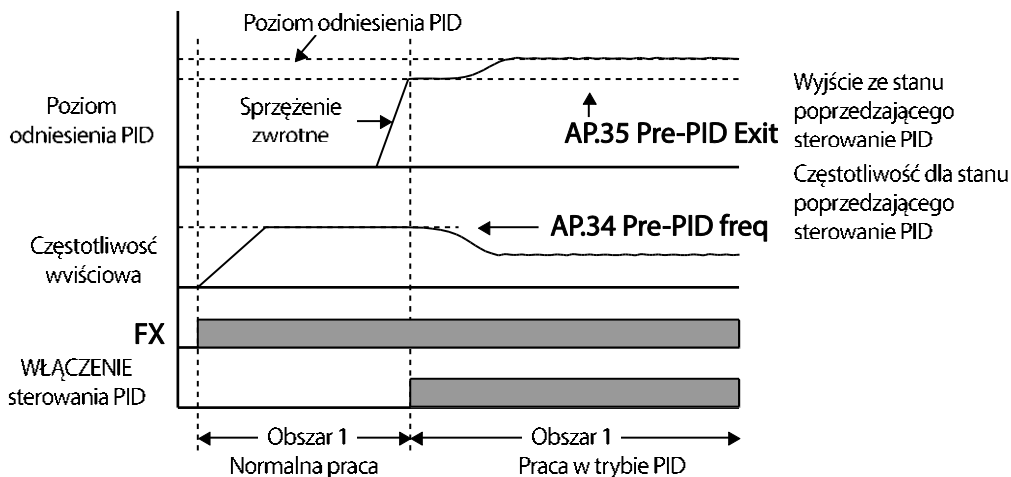 Poziom odniesienia PID
Poziom
odniesienia PID
Sprzężenie
zwrotne
AP.35 Pre-PID Exit
Wyjście ze stanu
poprzedzającego
sterowanie PID
Częstotliwość dla stanu
poprzedzającego
sterowanie PID
AP.34 Pre-PID freq
Częstotliwość
wyiściowa
FX
WŁĄCZENIE
sterowania PID
Obszar 1
Obszar 1
Normalna praca
Praca w trybie PID